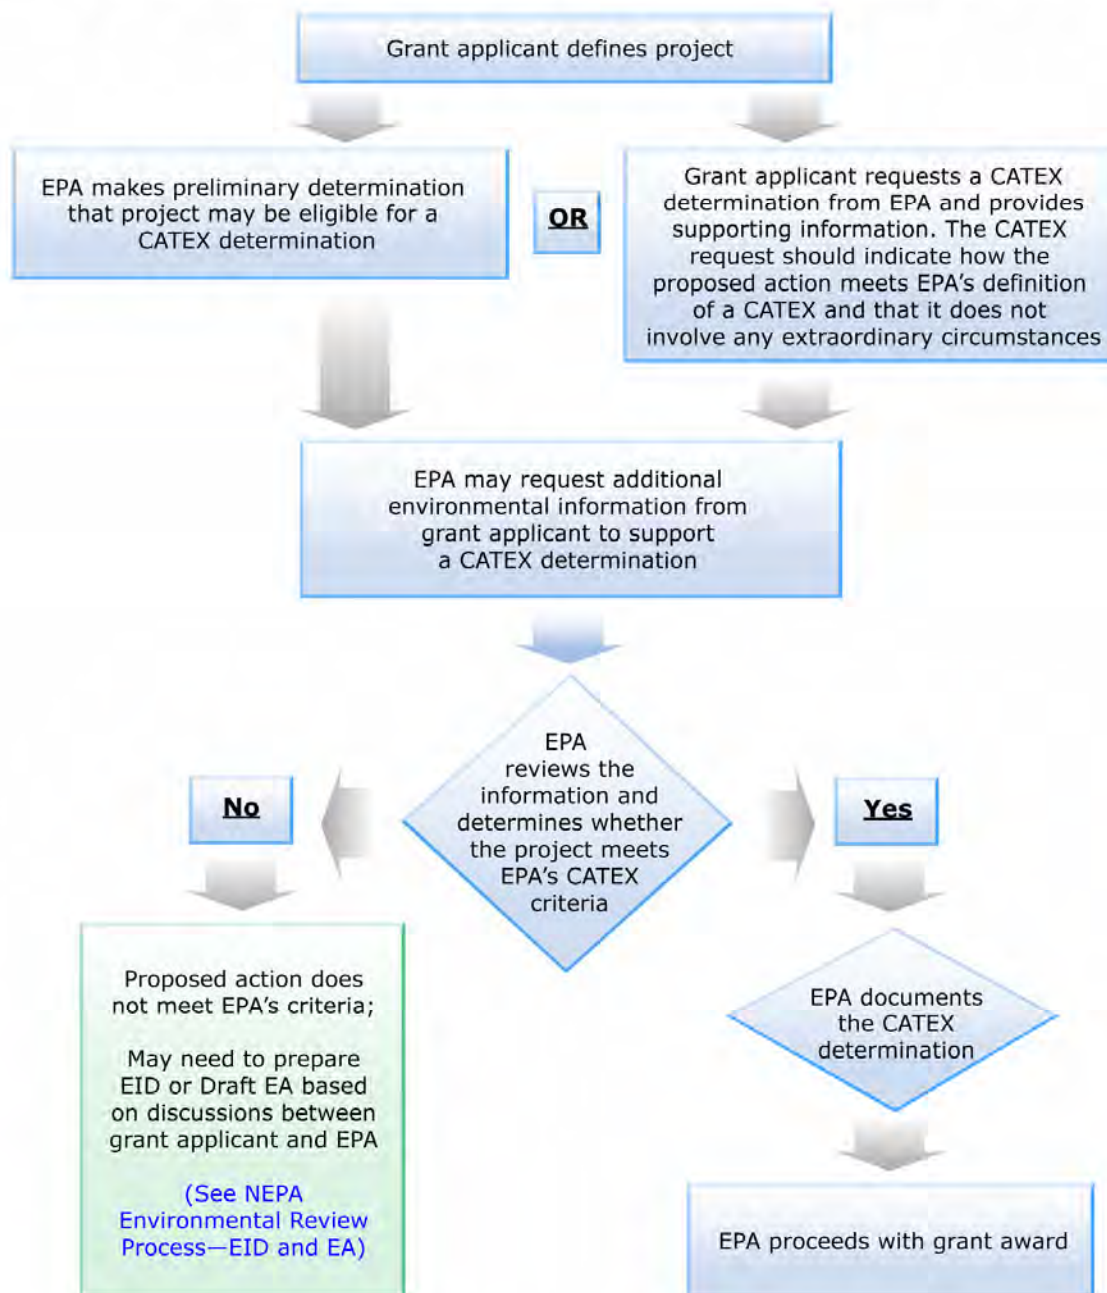 Grant applicant defines project
EPA makes preliminary determination
that project may be eligible for a
CATEX determination
OR
Grant applicant requests a CATEX
determination from EPA and provides
supporting information. The CATEX
request should indicate how the
proposed action meets EPA’s definition
of a CATEX and that it does not
involve any extraordinary circumstances
EPA may request additional
environmental information from
grant applicant to support
a CATEX determination
EPA
reviews the
information and
determines whether
the project meets
EPA’s CATEX
criteria
No
Yes
Proposed action does
not meet EPA’s criteria;
May need to prepare
EID or Draft EA based
on discussions between
grant applicant and EPA
(See NEPA
Environmental Review
Process—EID and EA)
EPA documents
the CATEX
determination
EPA proceeds with grant award